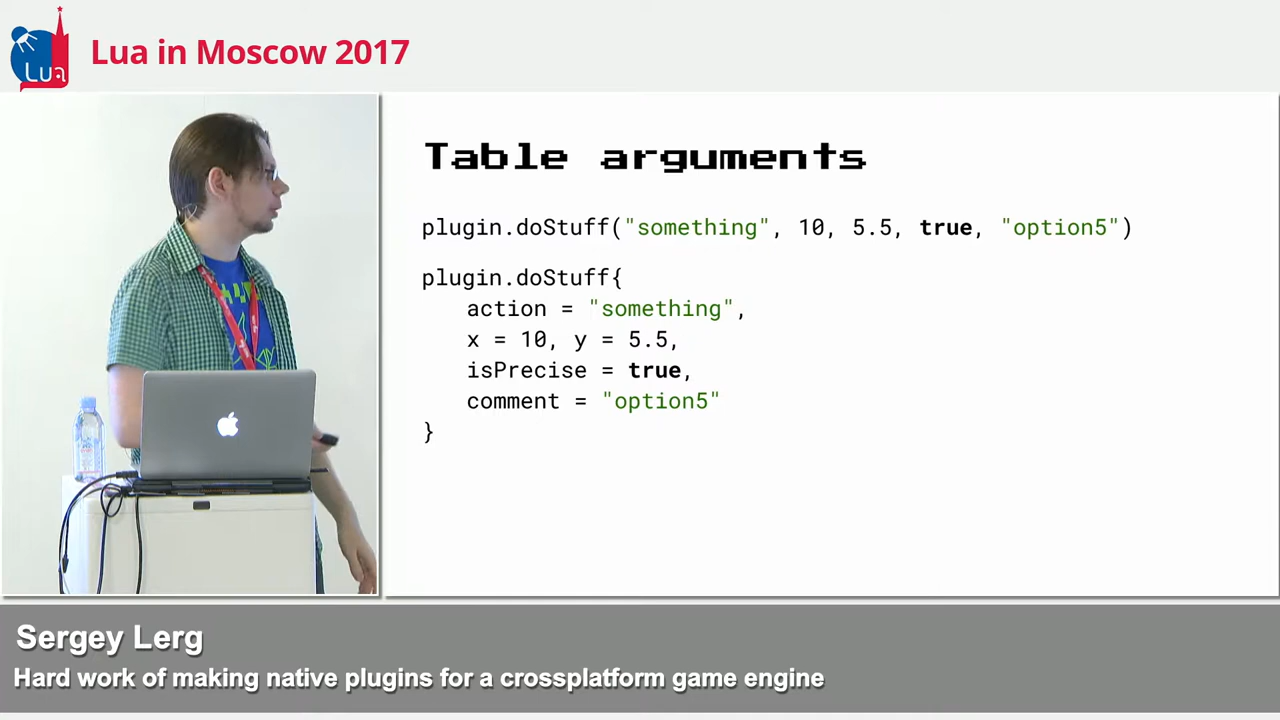 Lua
Lua in Moscow 2017
Table arguments
plugin.doStuff("something", 10, 5.5, true, "option5")
plugin.doStuff{
action = "something",
x = 10, y = 5.5,
isPrecise = true,
comment = "option5"
}
Sergey Lerg
Hard work of making native plugins for a crossplatform game engine